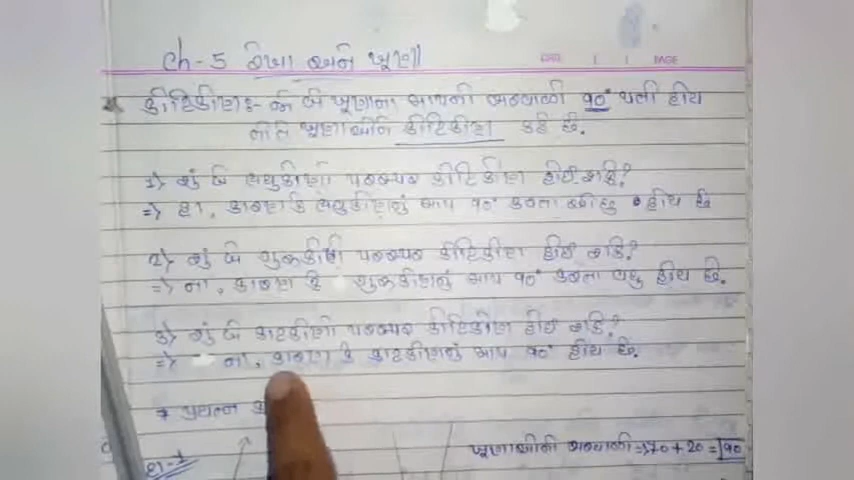 Ch-5 રેખા અને ખૂણા
DATE PAGE
* કોટિકોણ :- જે બે ખૂણાના માપનો સરવાળો 90° થતો હોય
તો તે ખૂણાઓને કોટિકોણ કહે છે.
1) શું બે લઘુકોણો પરસ્પર કોટિકોણ હોઈ શકે?
=> હા, કારણ કે લઘુકોણનું માપ 90° કરતા ઓછું હોય છે
2) શું બે ગુરુકોણો પરસ્પર કોટિકોણ હોઈ શકે?
=> ના, કારણ કે ગુરુકોણનું માપ 90° કરતા વધુ હોય છે.
3) શું બે કાટકોણો પરસ્પર કોટિકોણ હોઈ શકે?
=> ના, કારણ કે કાટકોણનું માપ 90° હોય છે.
* પ્રયત્ન
ખૂણાઓનો સરવાળો => 70 + 20 = 90